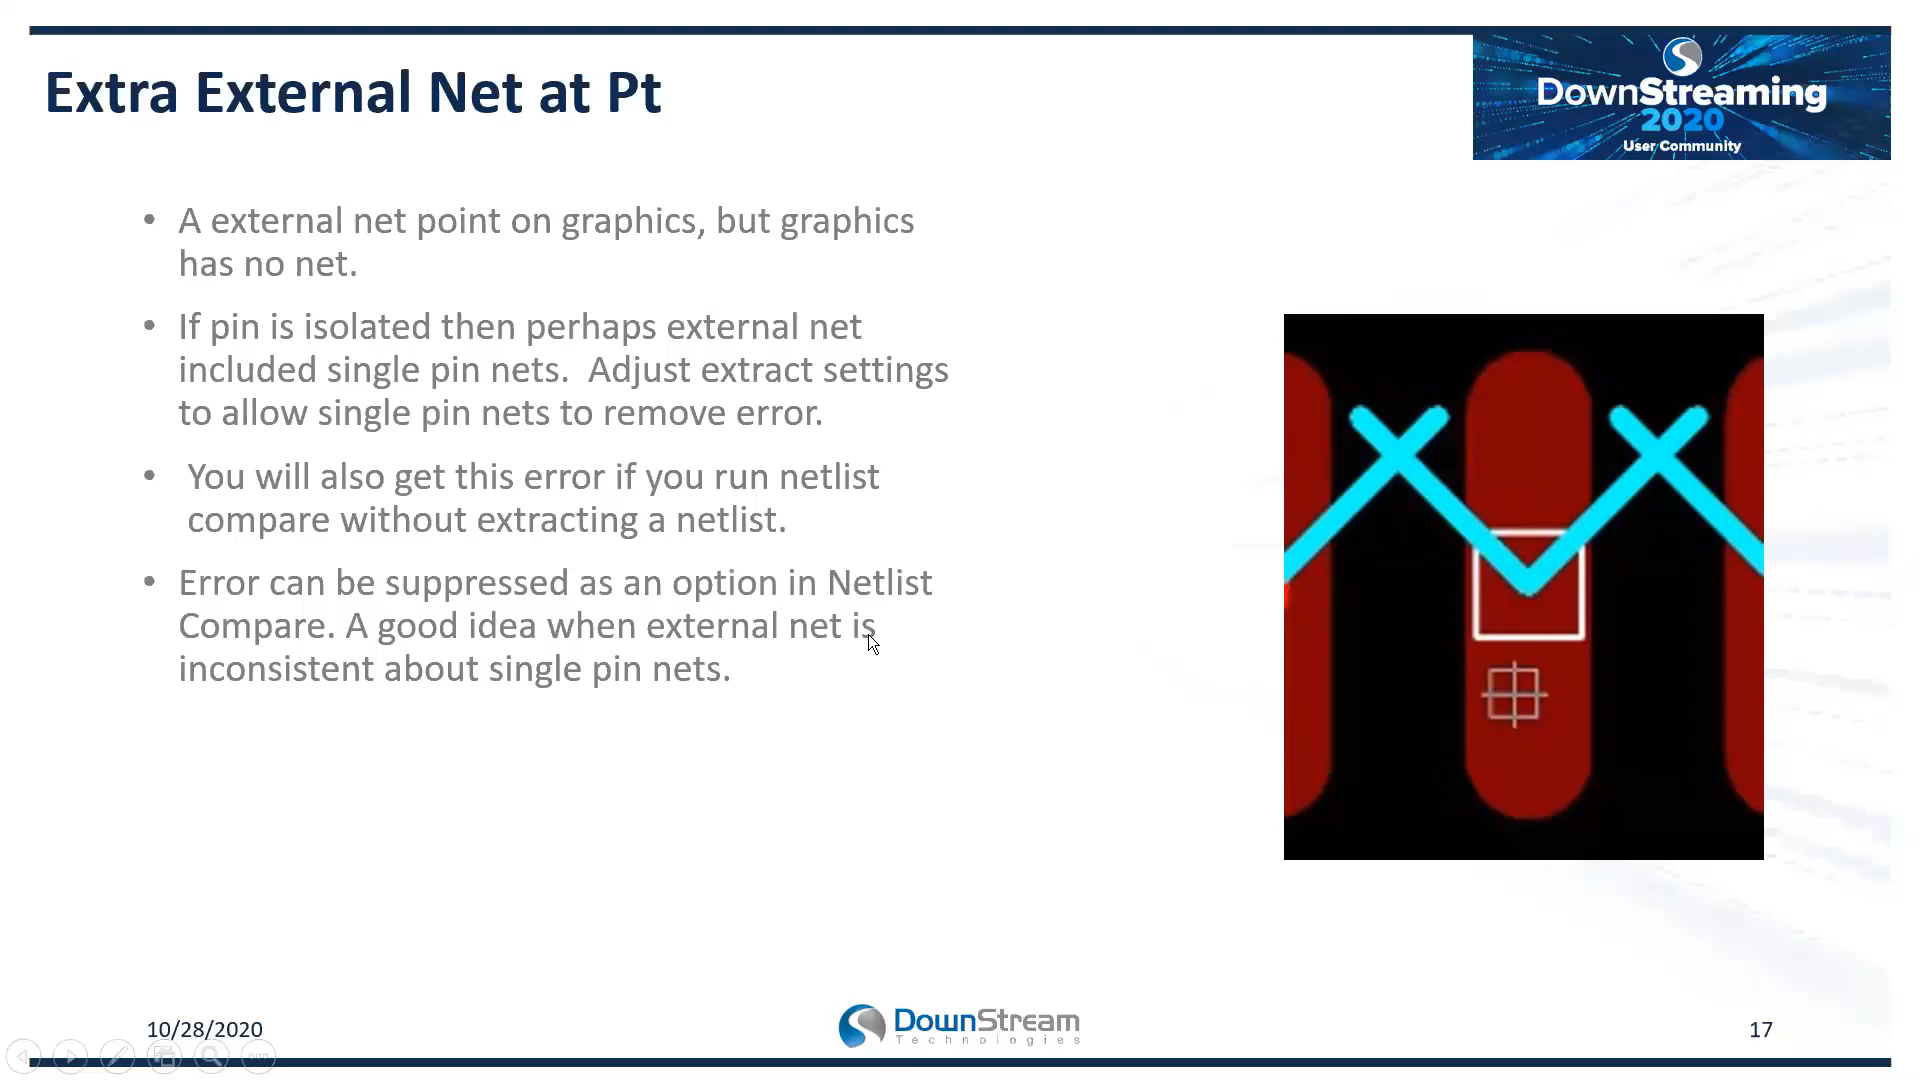 Extra External Net at Pt
DownStreaming
2020
User Community
• A external net point on graphics, but graphics
has no net.
• If pin is isolated then perhaps external net
included single pin nets.  Adjust extract settings
to allow single pin nets to remove error.
• You will also get this error if you run netlist
compare without extracting a netlist.
• Error can be suppressed as an option in Netlist
Compare. A good idea when external net is
inconsistent about single pin nets.
10/28/2020
DownStream
Technologies
17